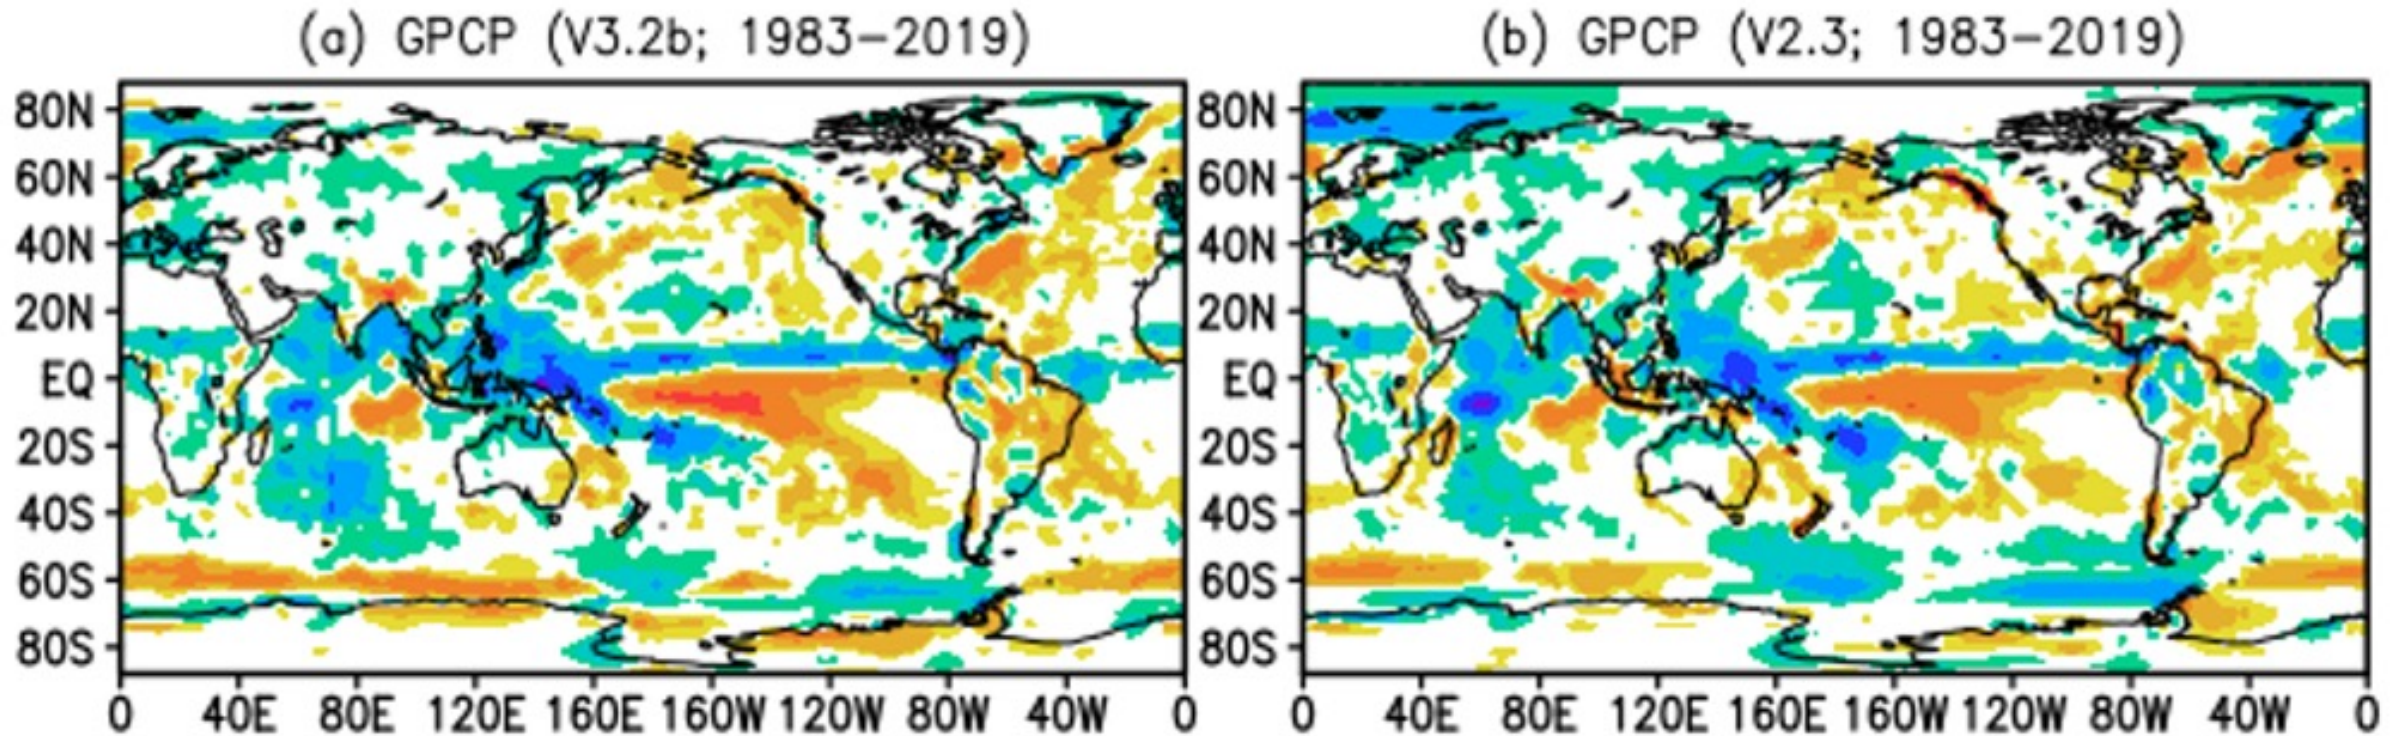 (a) GPCP (V3.2b; 1983-2019)
80N
60N
40N
20N
EQ
20S
40S
60S
80S
0 40E 80E 120E 160E 160W 120W 80W 40W 0
(b) GPCP (V2.3; 1983-2019)
80N
60N
40N
20N
EQ
20S
40S
60S
80S
0 40E 80E 120E 160E 160W 120W 80W 40W 0